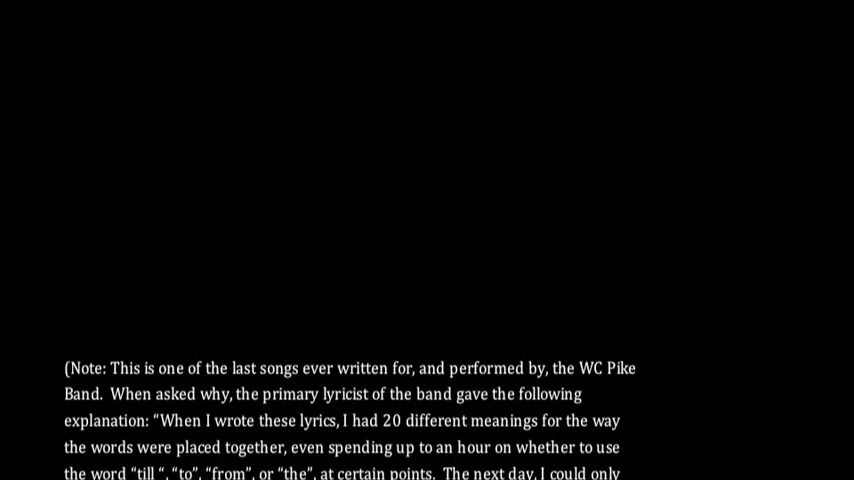 (Note: This is one of the last songs ever written for, and performed by, the WC Pike
Band.  When asked why, the primary lyricist of the band gave the following
explanation: “When I wrote these lyrics, I had 20 different meanings for the way
the words were placed together, even spending up to an hour on whether to use
the word “till “, “to”, “from”, or “the”, at certain points.  The next day, I could only